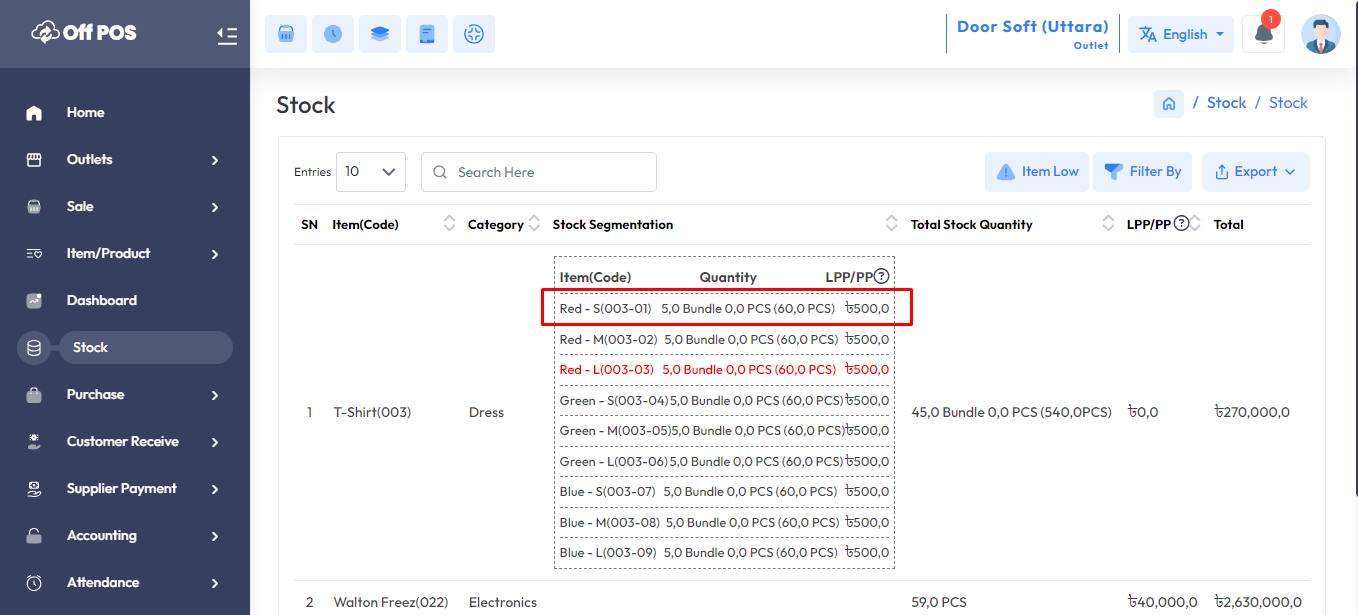 Off POS
Door Soft (Uttara)
Outlet
English
1
Home
Outlets
Sale
Item/Product
Dashboard
Stock
Purchase
Customer Receive
Supplier Payment
Accounting
Attendance
Stock
/ Stock / Stock
Entries 10 Search Here Item Low Filter By Export
SN Item(Code) Category Stock Segmentation Total Stock Quantity LPP/PP ? Total
Item(Code) Quantity LPP/PP ?
Red - S(003-01) 5,0 Bundle 0,0 PCS (60,0 PCS) ৳500,0
Red - M(003-02) 5,0 Bundle 0,0 PCS (60,0 PCS) ৳500,0
Red - L(003-03) 5,0 Bundle 0,0 PCS (60,0 PCS) ৳500,0
Green - S(003-04) 5,0 Bundle 0,0 PCS (60,0 PCS) ৳500,0
1 T-Shirt(003) Dress 45,0 Bundle 0,0 PCS (540,0PCS) ৳0,0 ৳270,000,0
Green - M(003-05) 5,0 Bundle 0,0 PCS (60,0 PCS) ৳500,0
Green - L(003-06) 5,0 Bundle 0,0 PCS (60,0 PCS) ৳500,0
Blue - S(003-07) 5,0 Bundle 0,0 PCS (60,0 PCS) ৳500,0
Blue - M(003-08) 5,0 Bundle 0,0 PCS (60,0 PCS) ৳500,0
Blue - L(003-09) 5,0 Bundle 0,0 PCS (60,0 PCS) ৳500,0
2 Walton Freez(022) Electronics 59,0 PCS ৳40,000,0 ৳2,630,000,0